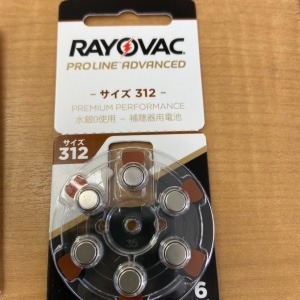 RAYOVAC
PROLINE ADVANCED
- サイズ 312 -
PREMIUM PERFORMANCE
水銀0使用 - 補聴器用電池
サイズ
312
6